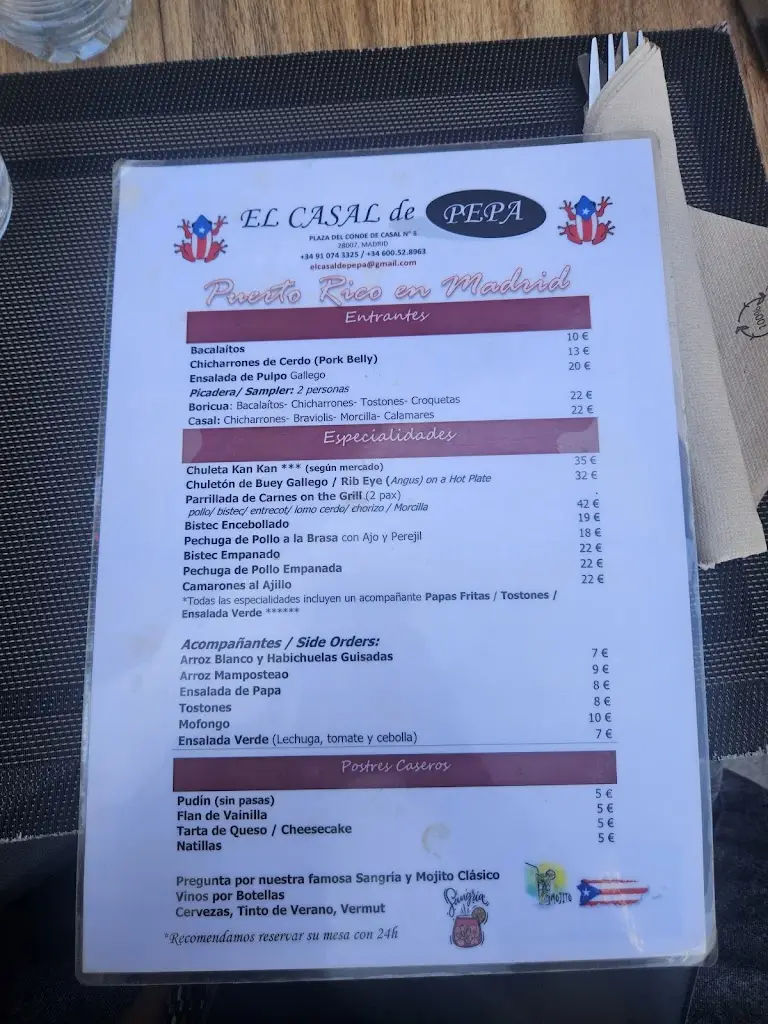 EL CASAL de PEPA
PLAZA DEL CONDE DE CASAL Nº 8
28007, MADRID
+34 91 074 3325 / +34 600.52.8963
elcasaldepepa@gmail.com
Puerto Rico en Madrid
Entrantes
Bacalaítos 10 €
Chicharrones de Cerdo (Pork Belly) 13 €
Ensalada de Pulpo Gallego 20 €
Picadera/ Sampler: 2 personas
Boricua: Bacalaítos- Chicharrones- Tostones- Croquetas 22 €
Casal: Chicharrones- Braviolis- Morcilla- Calamares 22 €
Especialidades
Chuleta Kan Kan *** (según mercado) 35 €
Chuletón de Buey Gallego / Rib Eye (Angus) on a Hot Plate 32 €
Parrillada de Carnes on the Grill (2 pax) .
pollo/ bistec/ entrecot/ lomo cerdo/ chorizo / Morcilla 42 €
Bistec Encebollado 19 €
Pechuga de Pollo a la Brasa con Ajo y Perejil 18 €
Bistec Empanado 22 €
Pechuga de Pollo Empanada 22 €
Camarones al Ajillo 22 €
*Todas las especialidades incluyen un acompañante Papas Fritas / Tostones /
Ensalada Verde ******
Acompañantes / Side Orders:
Arroz Blanco y Habichuelas Guisadas 7 €
Arroz Mamposteao 9 €
Ensalada de Papa 8 €
Tostones 8 €
Mofongo 10 €
Ensalada Verde (Lechuga, tomate y cebolla) 7 €
Postres Caseros
Pudín (sin pasas) 5 €
Flan de Vainilla 5 €
Tarta de Queso / Cheesecake 5 €
Natillas 5 €
Pregunta por nuestra famosa Sangría y Mojito Clásico
Vinos por Botellas
Cervezas, Tinto de Verano, Vermut
*Recomendamos reservar su mesa con 24h
Sangria
MOJITO
100%